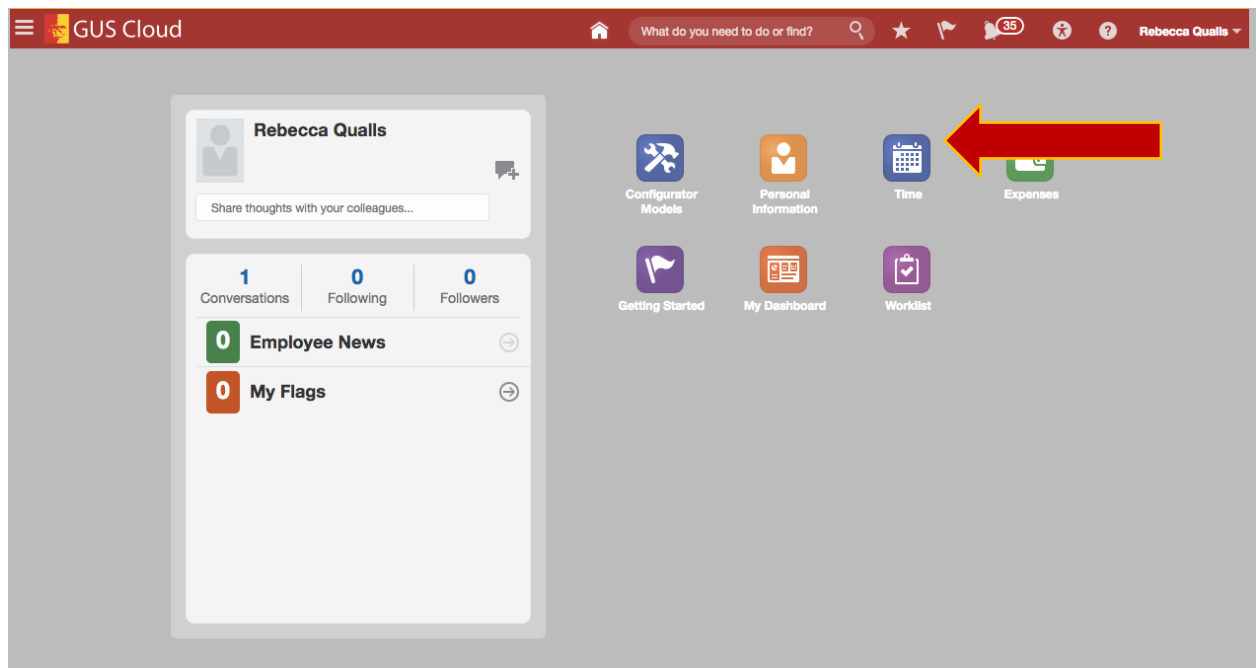 GUS Cloud
What do you need to do or find?
35
?
Rebecca Qualls
Rebecca Qualls
Share thoughts with your colleagues...
1
Conversations
0
Following
0
Followers
0 Employee News
0 My Flags
Configurator
Models
Personal
Information
Time
Expenses
Getting Started
My Dashboard
Worklist